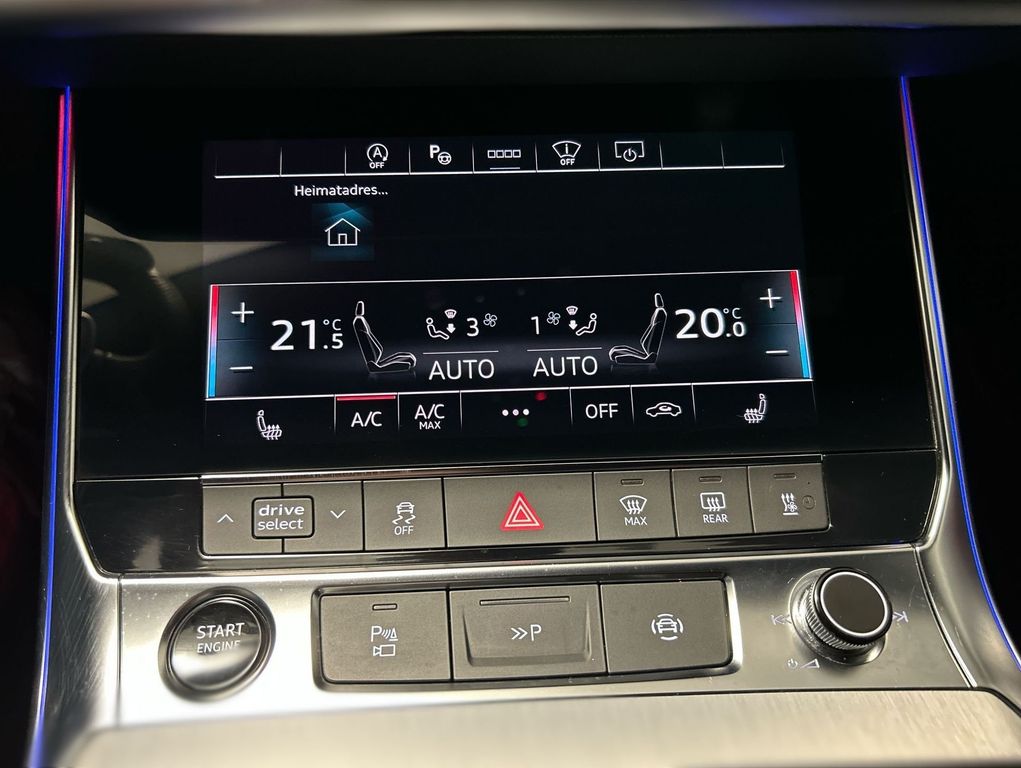 A
OFF
P
OFF
Heimatadres...
21.5 °C
3
1
20.0 °C
AUTO
AUTO
A/C
A/C
MAX
...
OFF
drive
select
OFF
MAX
REAR
START
ENGINE
P
>>P